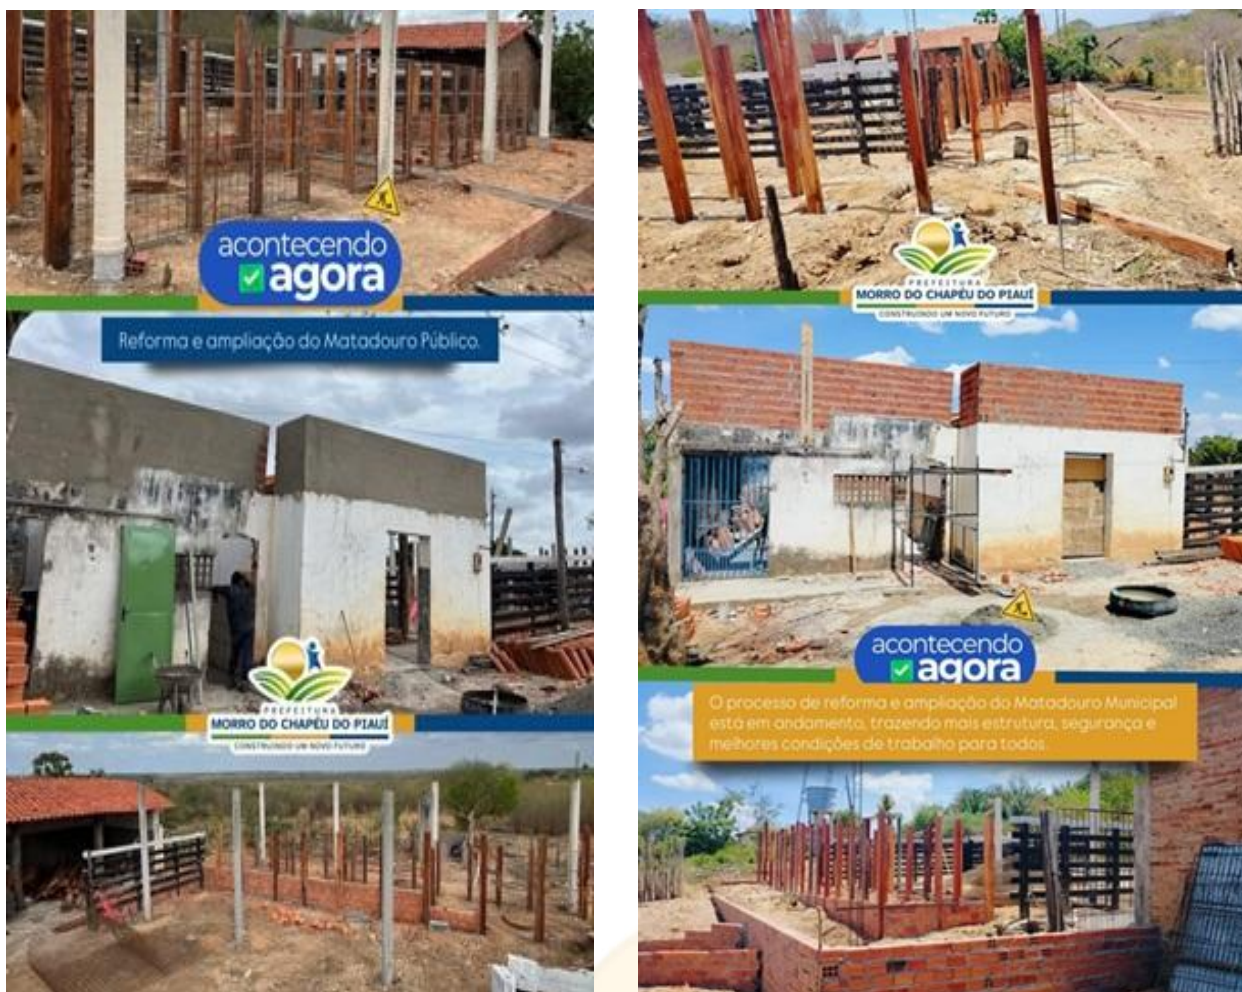 acontecendo
agora
Reforma e ampliação do Matadouro Público.
PREFEITURA
MORRO DO CHAPÉU DO PIAUÍ
CONSTRUINDO UM NOVO FUTURO
PREFEITURA
MORRO DO CHAPÉU DO PIAUÍ
CONSTRUINDO UM NOVO FUTURO
acontecendo
agora
O processo de reforma e ampliação do Matadouro Municipal
está em andamento, trazendo mais estrutura, segurança e
melhores condições de trabalho para todos.